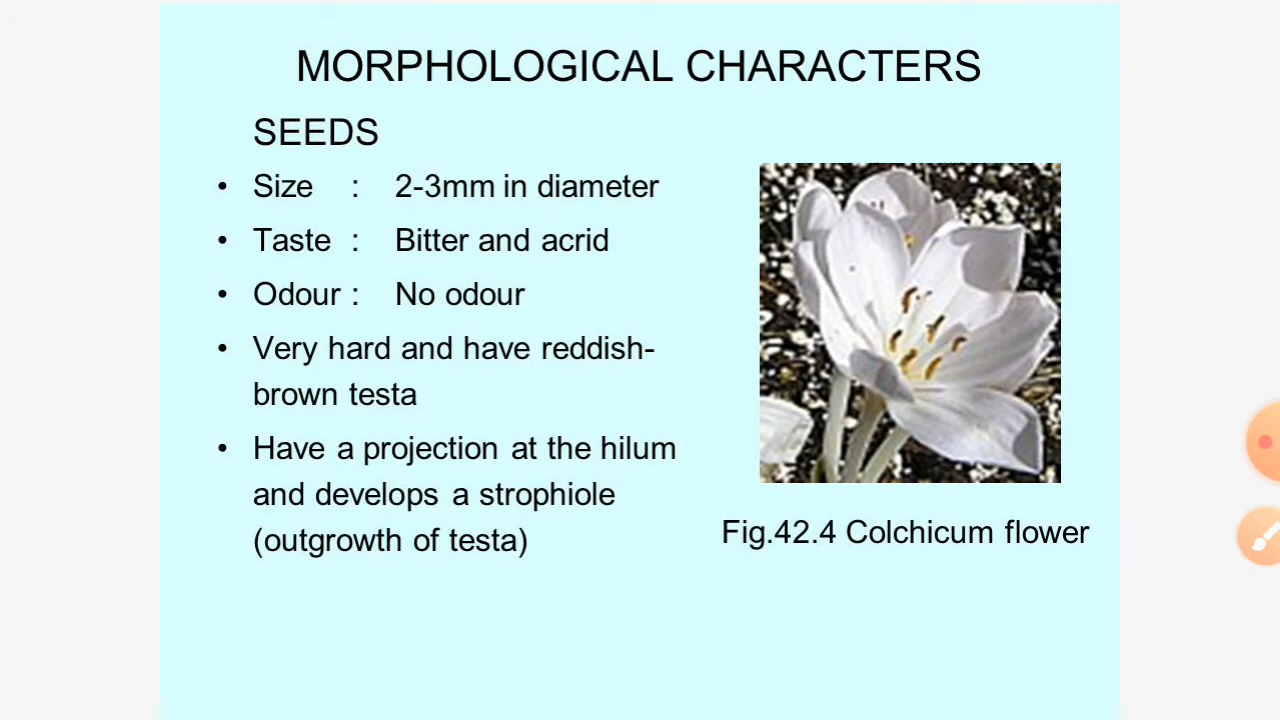 MORPHOLOGICAL CHARACTERS
SEEDS
• Size : 2-3mm in diameter
• Taste : Bitter and acrid
• Odour : No odour
• Very hard and have reddish-
brown testa
• Have a projection at the hilum
and develops a strophiole
(outgrowth of testa)
Fig.42.4 Colchicum flower